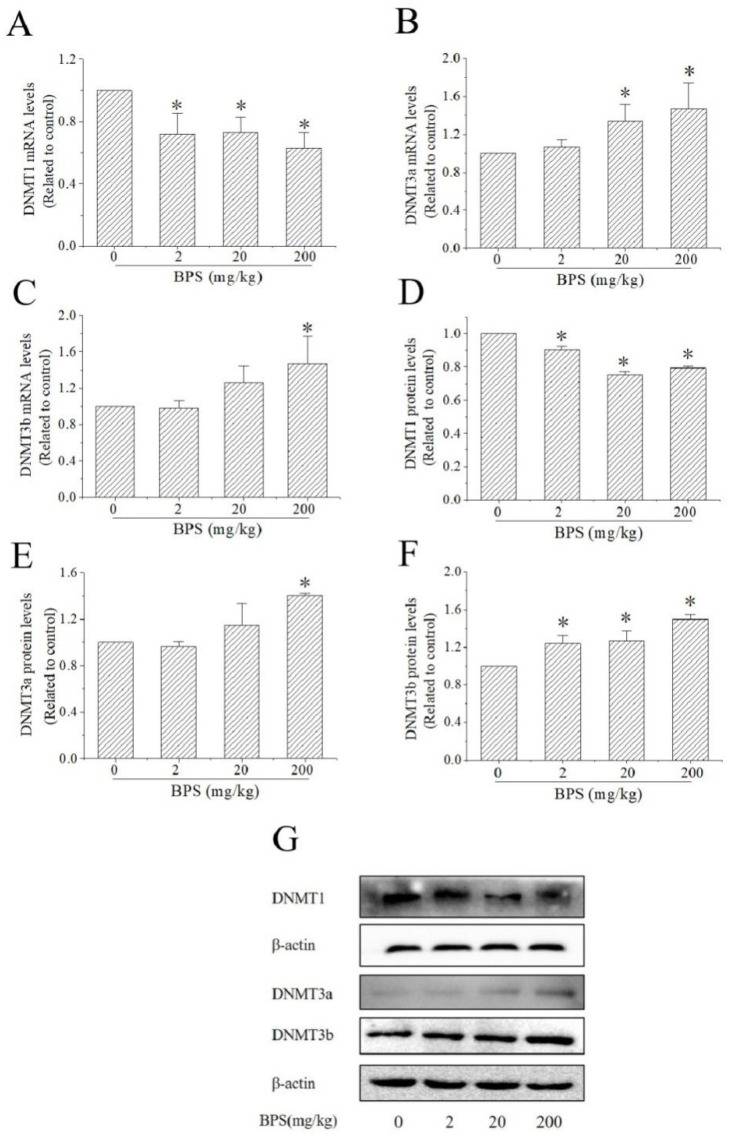 A
1.2
0.8
0.4
0.0
DNMT1 mRNA levels
(Related to control)
* * *
0 2 20 200
BPS (mg/kg)
B
2.0
1.6
1.2
0.8
0.4
0.0
DNMT3a mRNA levels
(Related to control)
* *
0 2 20 200
BPS (mg/kg)
C
2.0
1.6
1.2
0.8
0.4
0.0
DNMT3b mRNA levels
(Related to control)
*
0 2 20 200
BPS (mg/kg)
D
1.0
0.8
0.6
0.4
0.2
0.0
DNMT1 protein levels
(Related to control)
* * *
0 2 20 200
BPS (mg/kg)
E
1.6
1.2
0.8
0.4
0.0
DNMT3a protein levels
(Related to control)
*
0 2 20 200
BPS (mg/kg)
F
2.0
1.6
1.2
0.8
0.4
0.0
DNMT3b protein levels
(Related to control)
* * *
0 2 20 200
BPS (mg/kg)
G
DNMT1
β-actin
DNMT3a
DNMT3b
β-actin
BPS(mg/kg) 0 2 20 200